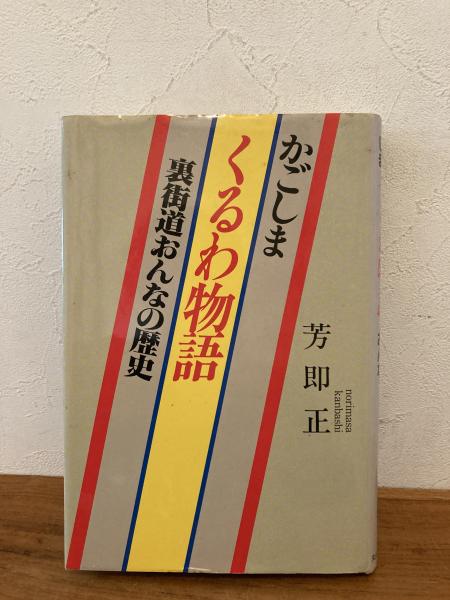 かごしま
くるわ物語
裏街道おんなの歴史
芳即正
norimasa
kanbashi